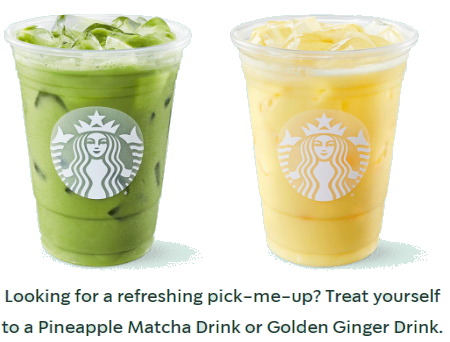 Looking for a refreshing pick-me-up? Treat yourself
to a Pineapple Matcha Drink or Golden Ginger Drink.